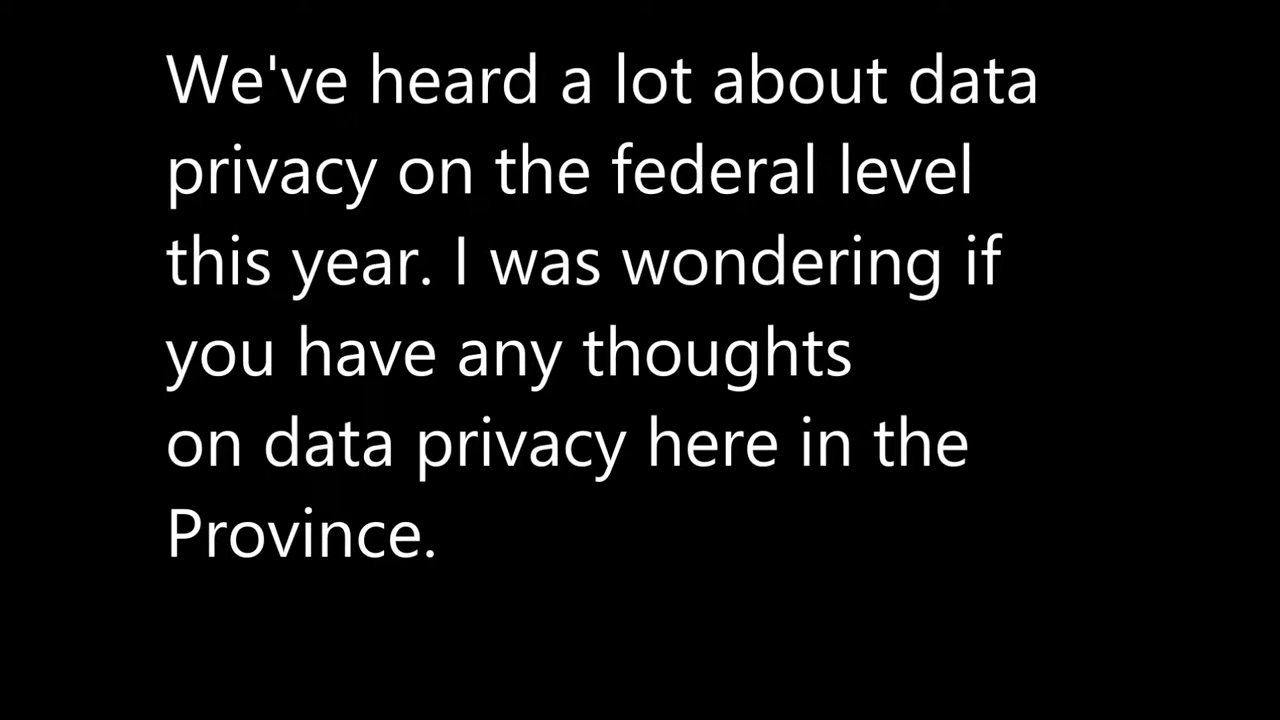 We've heard a lot about data
privacy on the federal level
this year. I was wondering if
you have any thoughts
on data privacy here in the
Province.